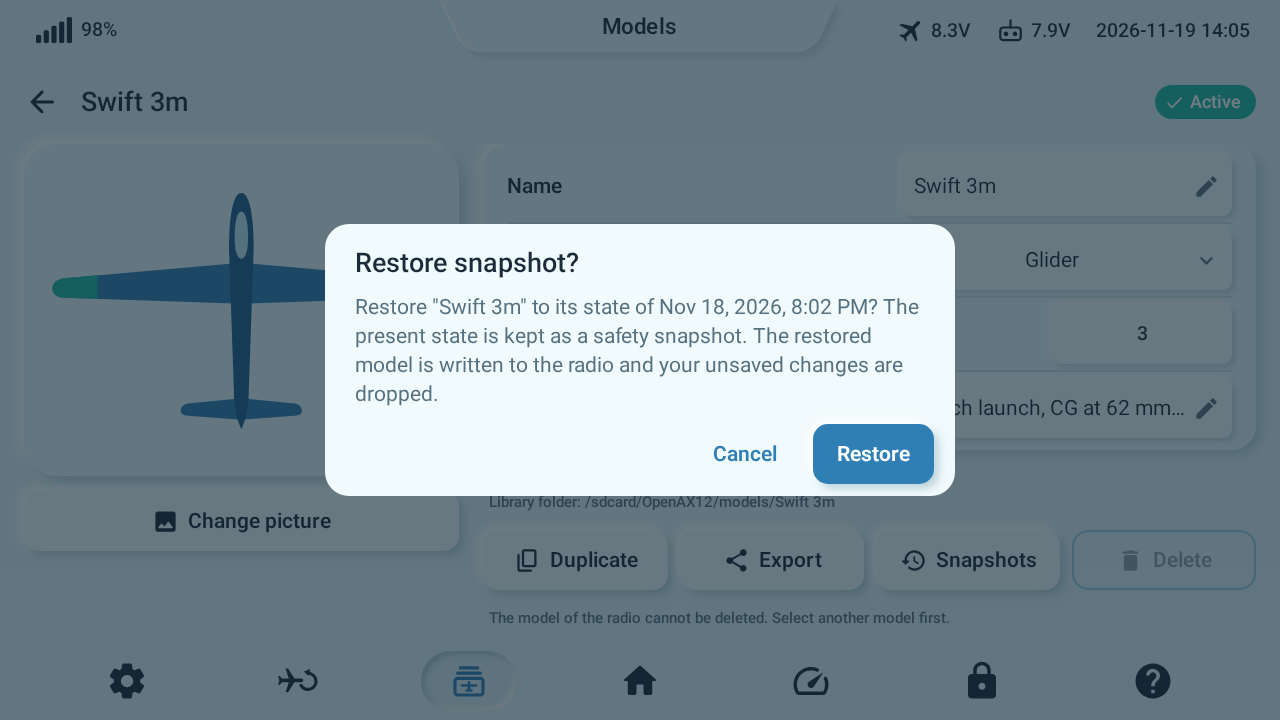 98%
Models
8.3V
7.9V
2026-11-19 14:05
Swift 3m
Active
Name
Swift 3m
Glider
3
launch, CG at 62 mm...
Restore snapshot?
Restore "Swift 3m" to its state of Nov 18, 2026, 8:02 PM? The
present state is kept as a safety snapshot. The restored
model is written to the radio and your unsaved changes are
dropped.
Cancel
Restore
Library folder: /sdcard/OpenAX12/models/Swift 3m
Change picture
Duplicate
Export
Snapshots
Delete
The model of the radio cannot be deleted. Select another model first.